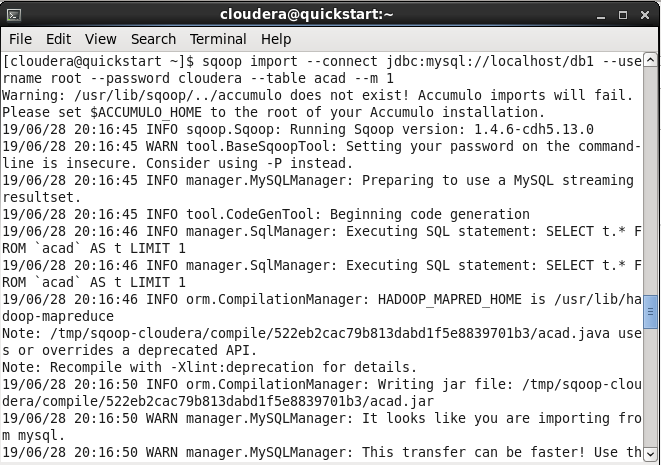 cloudera@quickstart:~
File Edit View Search Terminal Help
[cloudera@quickstart ~]$ sqoop import --connect jdbc:mysql://localhost/db1 --use
rname root --password cloudera --table acad --m 1
Warning: /usr/lib/sqoop/../accumulo does not exist! Accumulo imports will fail.
Please set $ACCUMULO_HOME to the root of your Accumulo installation.
19/06/28 20:16:45 INFO sqoop.Sqoop: Running Sqoop version: 1.4.6-cdh5.13.0
19/06/28 20:16:45 WARN tool.BaseSqoopTool: Setting your password on the command-
line is insecure. Consider using -P instead.
19/06/28 20:16:45 INFO manager.MySQLManager: Preparing to use a MySQL streaming
resultset.
19/06/28 20:16:45 INFO tool.CodeGenTool: Beginning code generation
19/06/28 20:16:46 INFO manager.SqlManager: Executing SQL statement: SELECT t.* F
ROM `acad` AS t LIMIT 1
19/06/28 20:16:46 INFO manager.SqlManager: Executing SQL statement: SELECT t.* F
ROM `acad` AS t LIMIT 1
19/06/28 20:16:46 INFO orm.CompilationManager: HADOOP_MAPRED_HOME is /usr/lib/ha
doop-mapreduce
Note: /tmp/sqoop-cloudera/compile/522eb2cac79b813dabd1f5e8839701b3/acad.java use
s or overrides a deprecated API.
Note: Recompile with -Xlint:deprecation for details.
19/06/28 20:16:50 INFO orm.CompilationManager: Writing jar file: /tmp/sqoop-clou
dera/compile/522eb2cac79b813dabd1f5e8839701b3/acad.jar
19/06/28 20:16:50 WARN manager.MySQLManager: It looks like you are importing fro
m mysql.
19/06/28 20:16:50 WARN manager.MySQLManager: This transfer can be faster! Use th